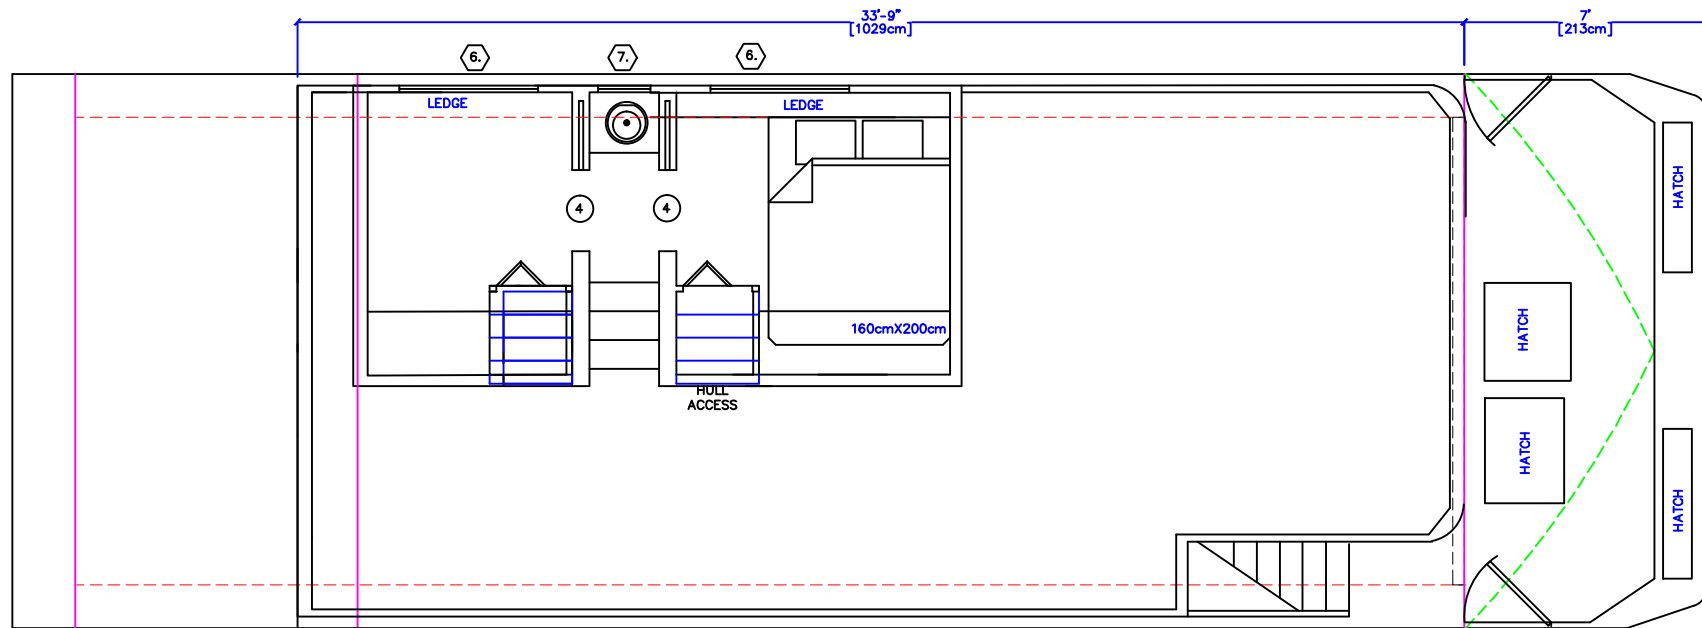 33'-9"
[1029cm]
7'
[213cm]
6.
7.
6.
LEDGE
LEDGE
HATCH
4
4
160cmX200cm
HATCH
HULL
ACCESS
HATCH
HATCH